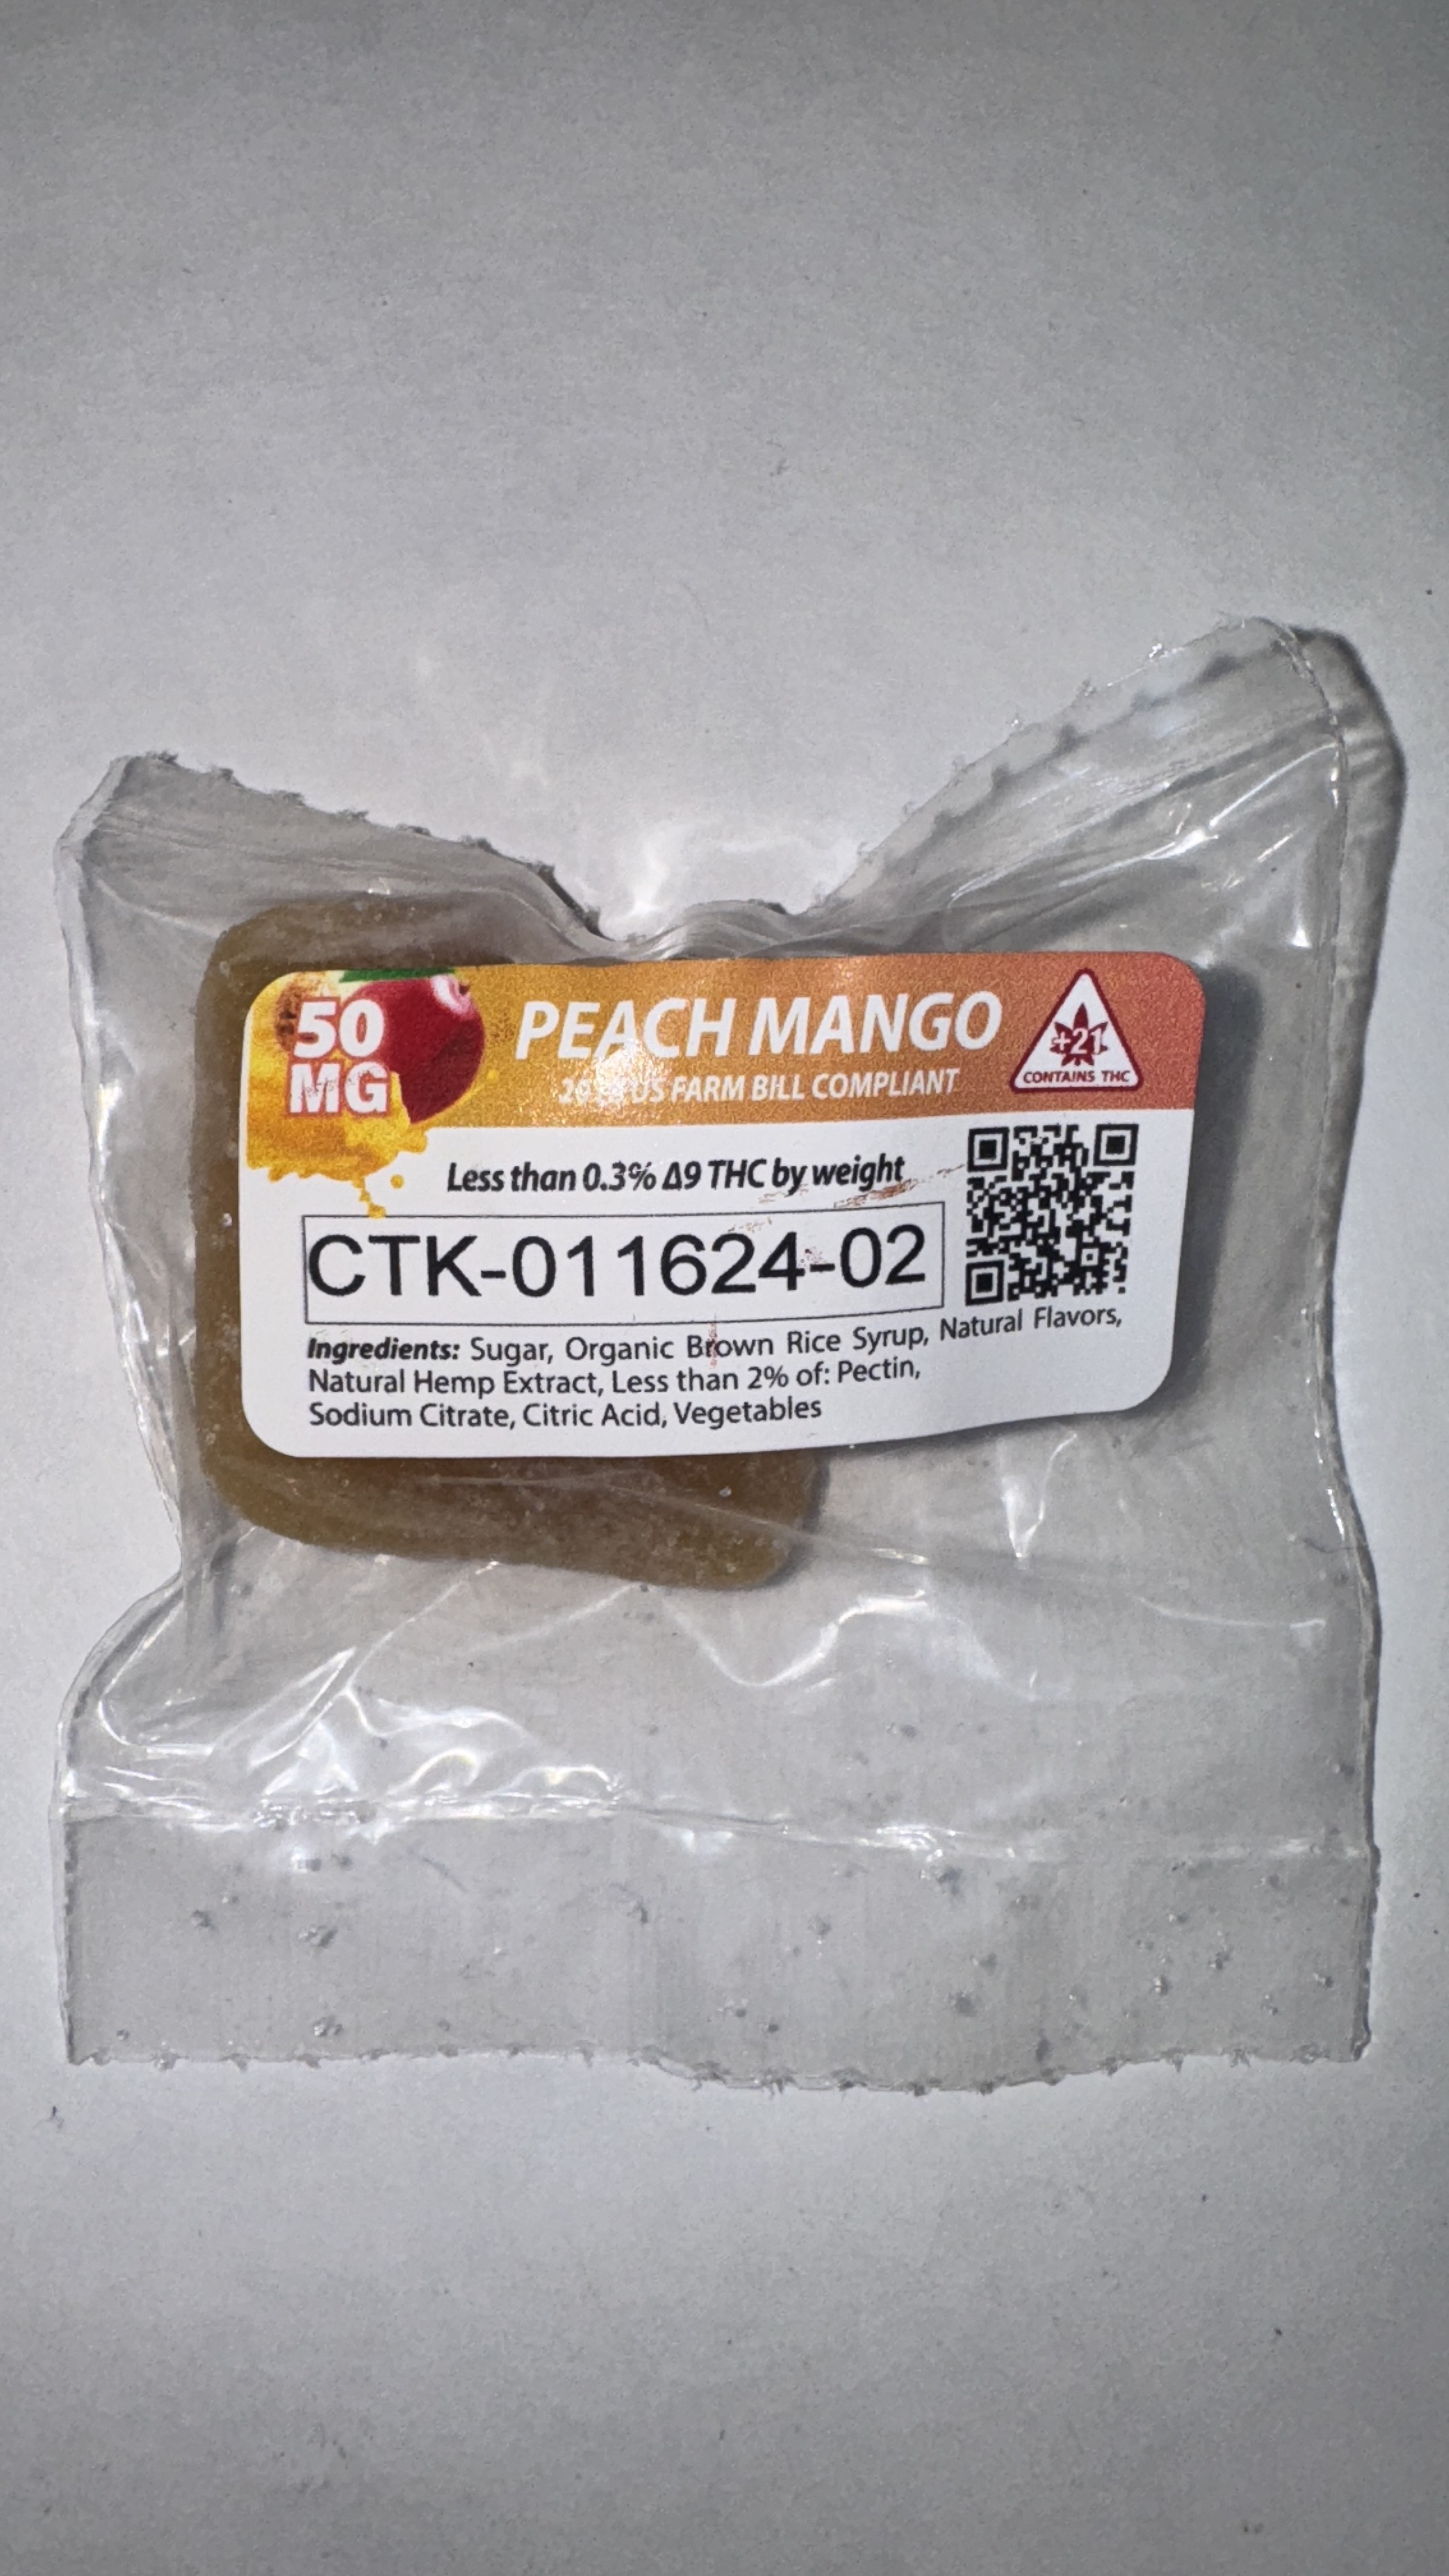 50
MG
PEACH MANGO
US FARM BILL COMPLIANT
+21
CONTAINS THC
Less than 0.3% Δ9 THC by weight
CTK-011624-02
Ingredients: Sugar, Organic Brown Rice Syrup, Natural Flavors,
Natural Hemp Extract, Less than 2% of: Pectin,
Sodium Citrate, Citric Acid, Vegetables